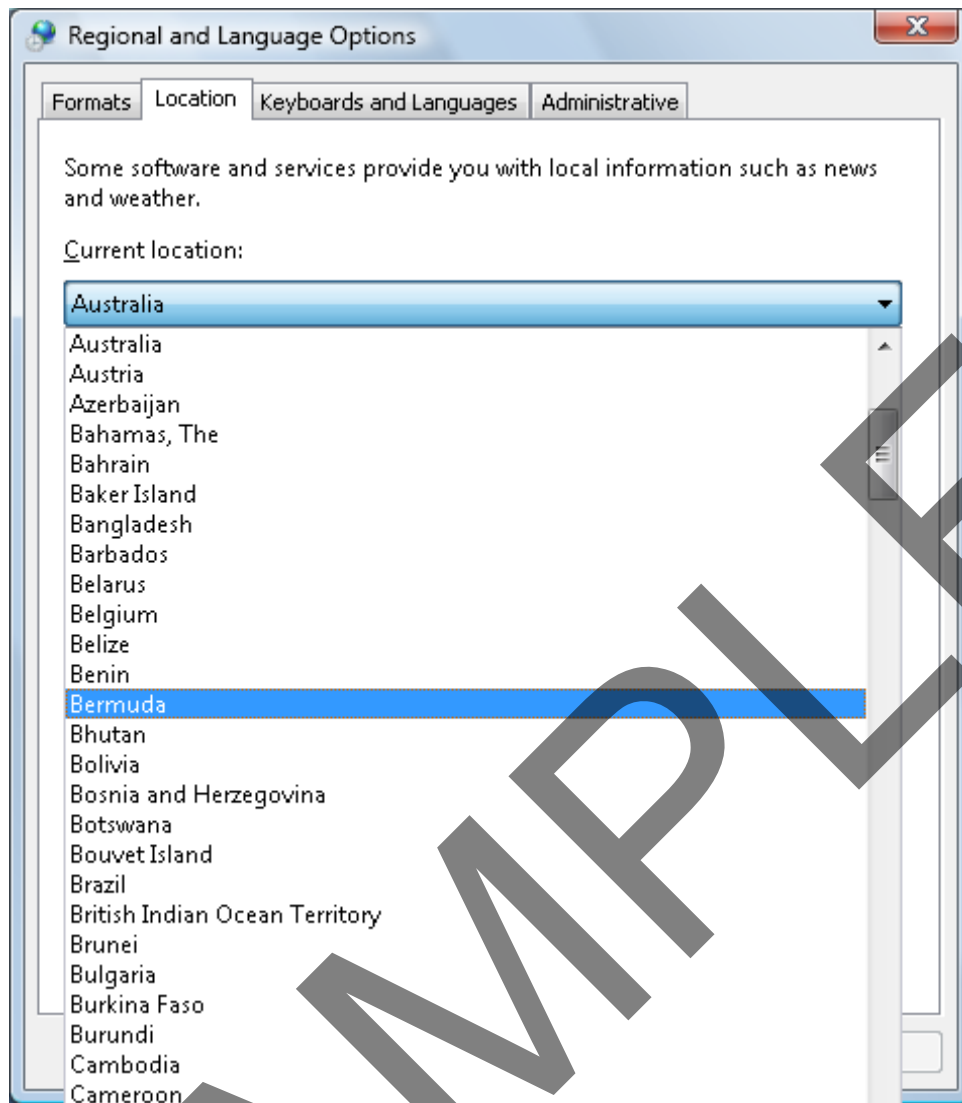 Regional and Language Options
Formats Location Keyboards and Languages Administrative
Some software and services provide you with local information such as news
and weather.
Current location:
Australia
Australia
Austria
Azerbaijan
Bahamas, The
Bahrain
Baker Island
Bangladesh
Barbados
Belarus
Belgium
Belize
Benin
Bermuda
Bhutan
Bolivia
Bosnia and Herzegovina
Botswana
Bouvet Island
Brazil
British Indian Ocean Territory
Brunei
Bulgaria
Burkina Faso
Burundi
Cambodia
Cameroon
AMPLE